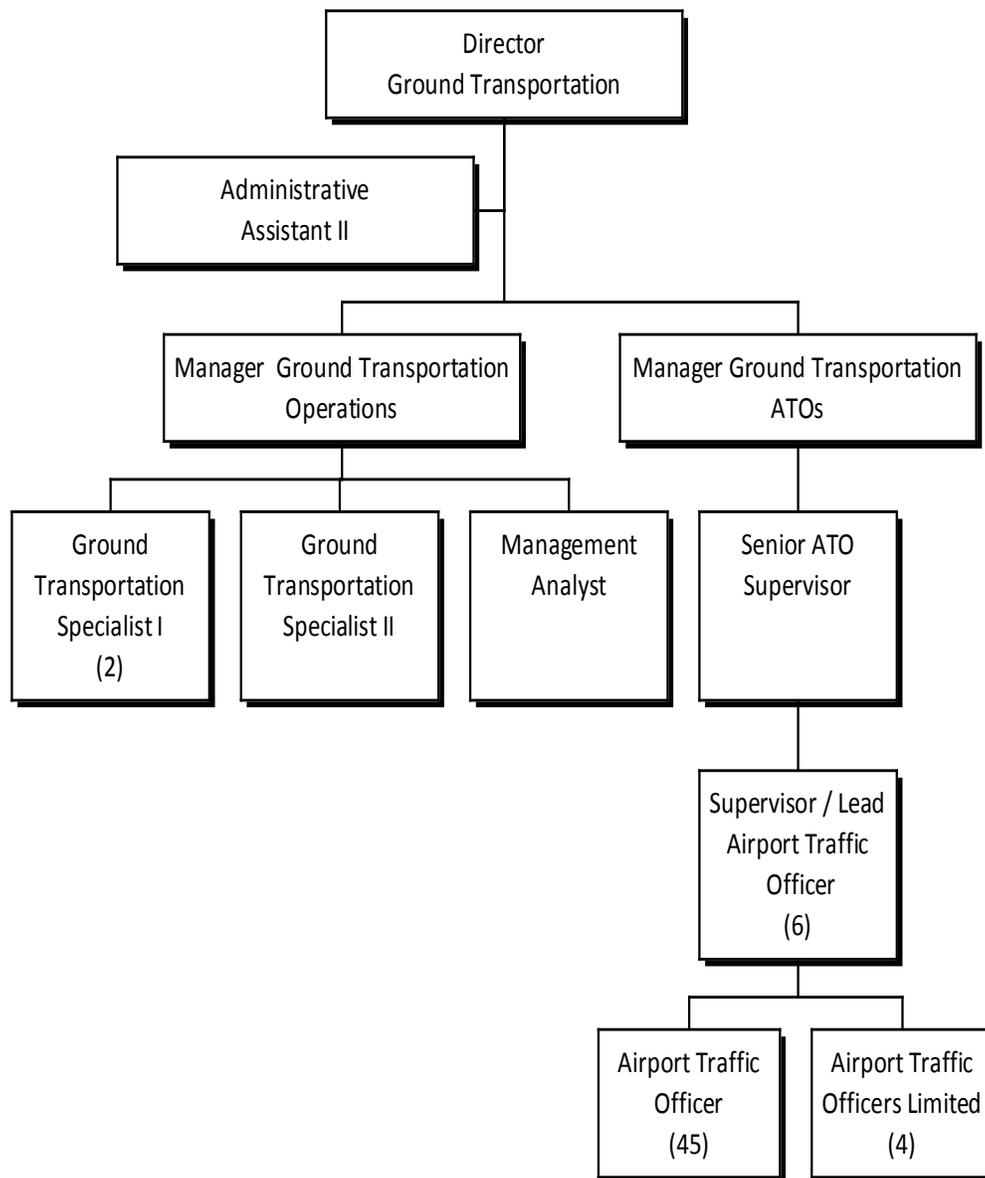 Director
Ground Transportation
Administrative
Assistant II
Manager  Ground Transportation
Operations
Manager Ground Transportation
ATOs
Ground
Transportation
Specialist I
(2)
Ground
Transportation
Specialist II
Management
Analyst
Senior ATO
Supervisor
Supervisor / Lead
Airport Traffic
Officer
(6)
Airport Traffic
Officer
(45)
Airport Traffic
Officers Limited
(4)